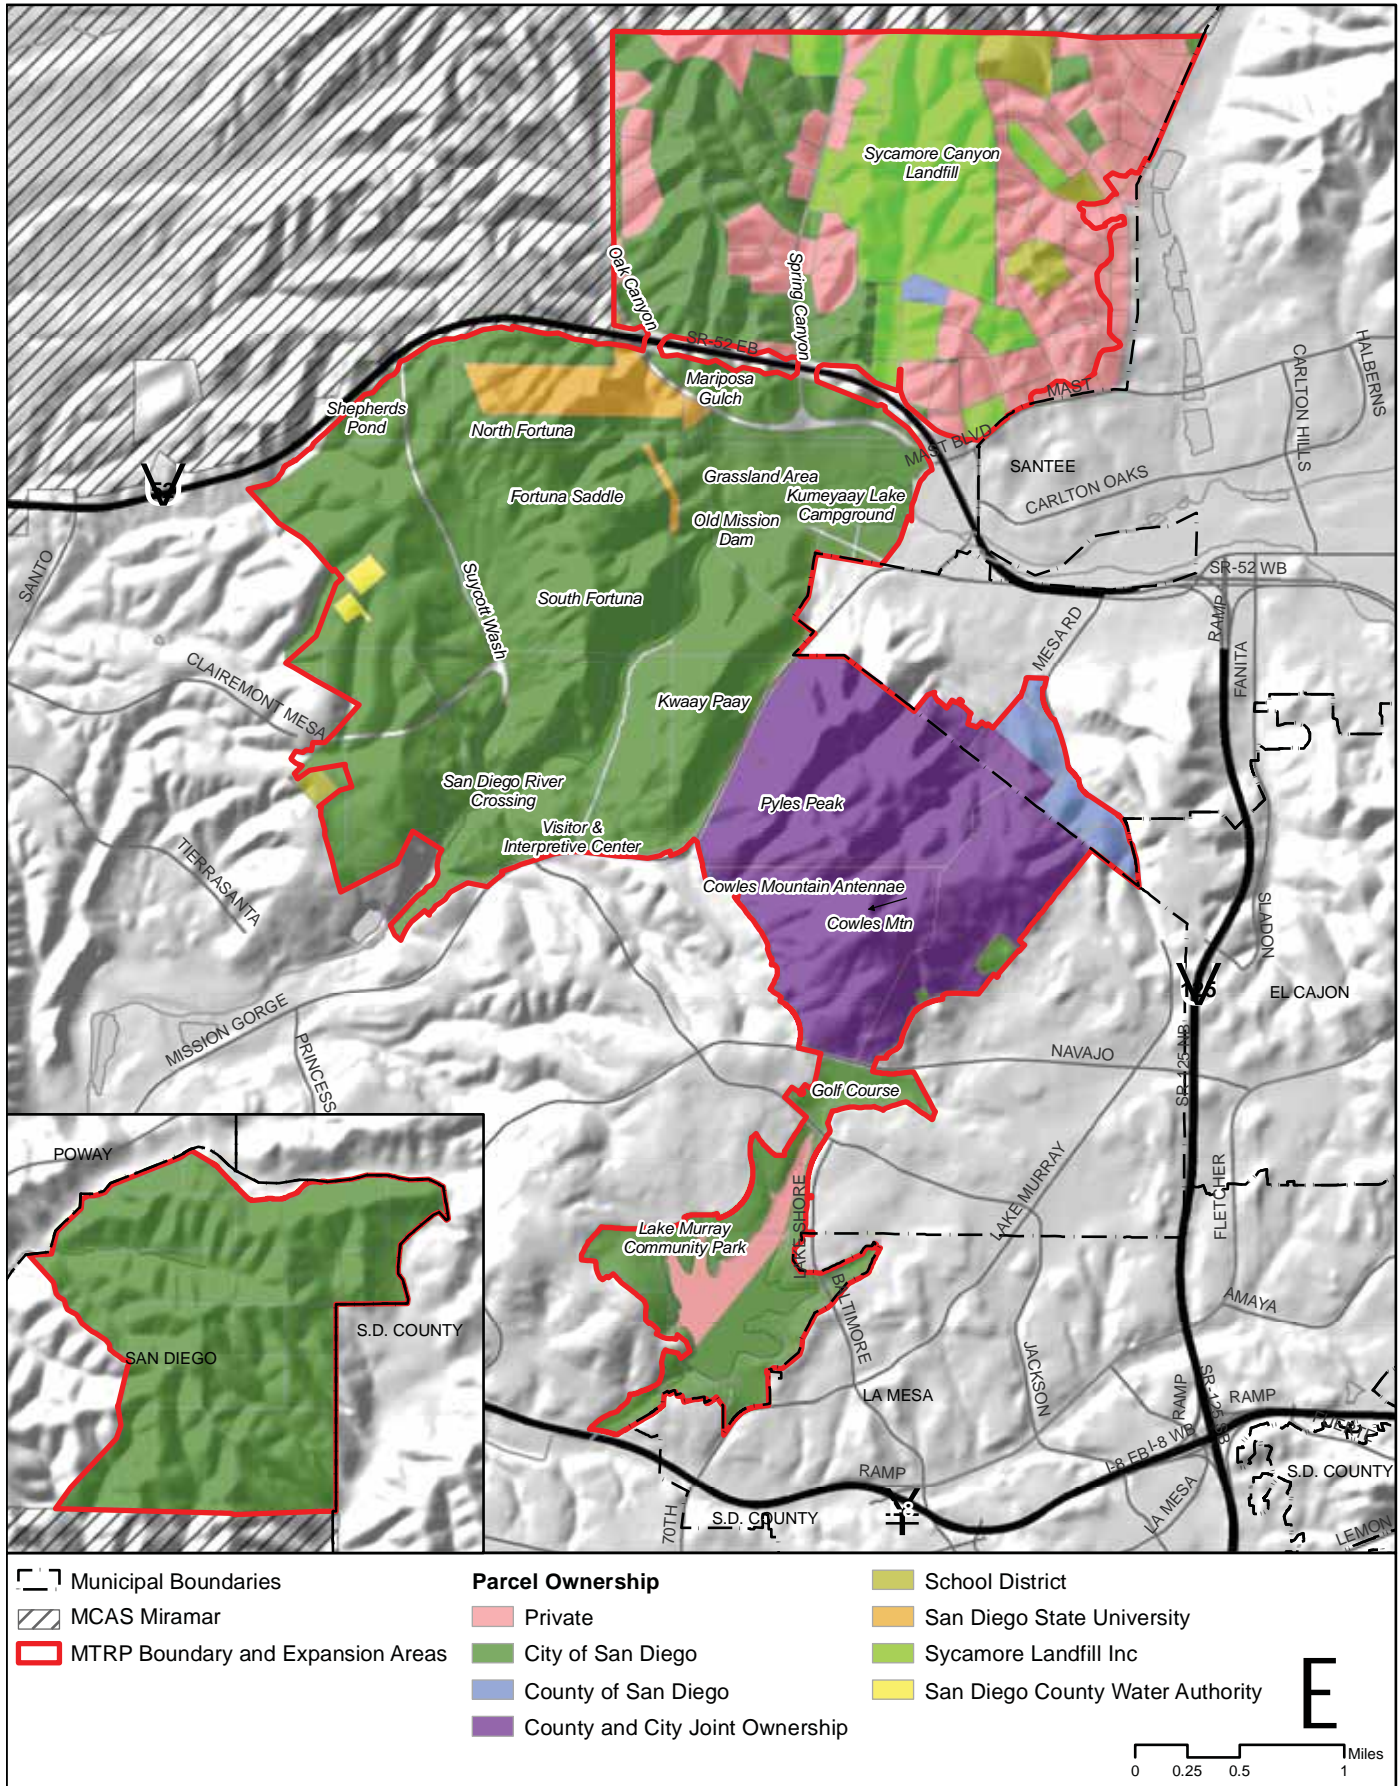 Sycamore Canyon
Landfill
Oak Canyon
Spring Canyon
SR-52 EB
Mariposa
Gulch
MAST
HALBERNS
CARLTON HILLS
Shepherds
Pond
North Fortuna
MAST BLVD
SANTEE
52
Fortuna Saddle
Grassland Area
Kumeyaay Lake
Campground
CARLTON OAKS
Old Mission
Dam
SANTO
Suycott Wash
South Fortuna
SR-52 WB
RAMP
MESA RD
FANITA
CLAIREMONT MESA
Kwaay Paay
San Diego River
Crossing
Pyles Peak
Visitor &
Interpretive Center
TIERRASANTA
Cowles Mountain Antennae
Cowles Mtn
SLADON
125
EL CAJON
MISSION GORGE
PRINCESS
NAVAJO
SR-125 NB
Golf Course
POWAY
LAKE SHORE
LAKE MURRAY
FLETCHER
Lake Murray
Community Park
BALTIMORE
AMAYA
S.D. COUNTY
SAN DIEGO
JACKSON
LA MESA
RAMP
SR-125 SB
RAMP
FUERTE
I-8 EB
I-8 WB
RAMP
S.D. COUNTY
LA MESA
8
70TH
S.D. COUNTY
LEMON
Municipal Boundaries
MCAS Miramar
MTRP Boundary and Expansion Areas
Parcel Ownership
Private
City of San Diego
County of San Diego
County and City Joint Ownership
School District
San Diego State University
Sycamore Landfill Inc
San Diego County Water Authority
E
Miles
0 0.25 0.5 1